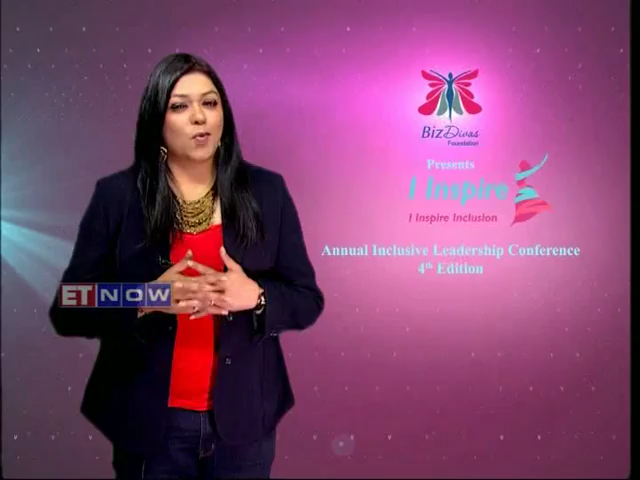 BizDivas
Foundation
Presents
I Inspire
I Inspire Inclusion
Annual Inclusive Leadership Conference
4th Edition
ET NOW